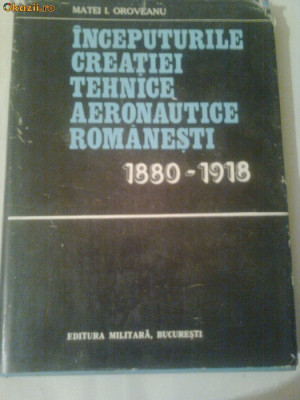 Okazii.ro
MATEI I. OROVEANU
ÎNCEPUTURILE
CREAȚIEI
TEHNICE
AERONAUTICE
ROMÂNEȘTI
1880-1918
EDITURA MILITARĂ, BUCUREȘTI